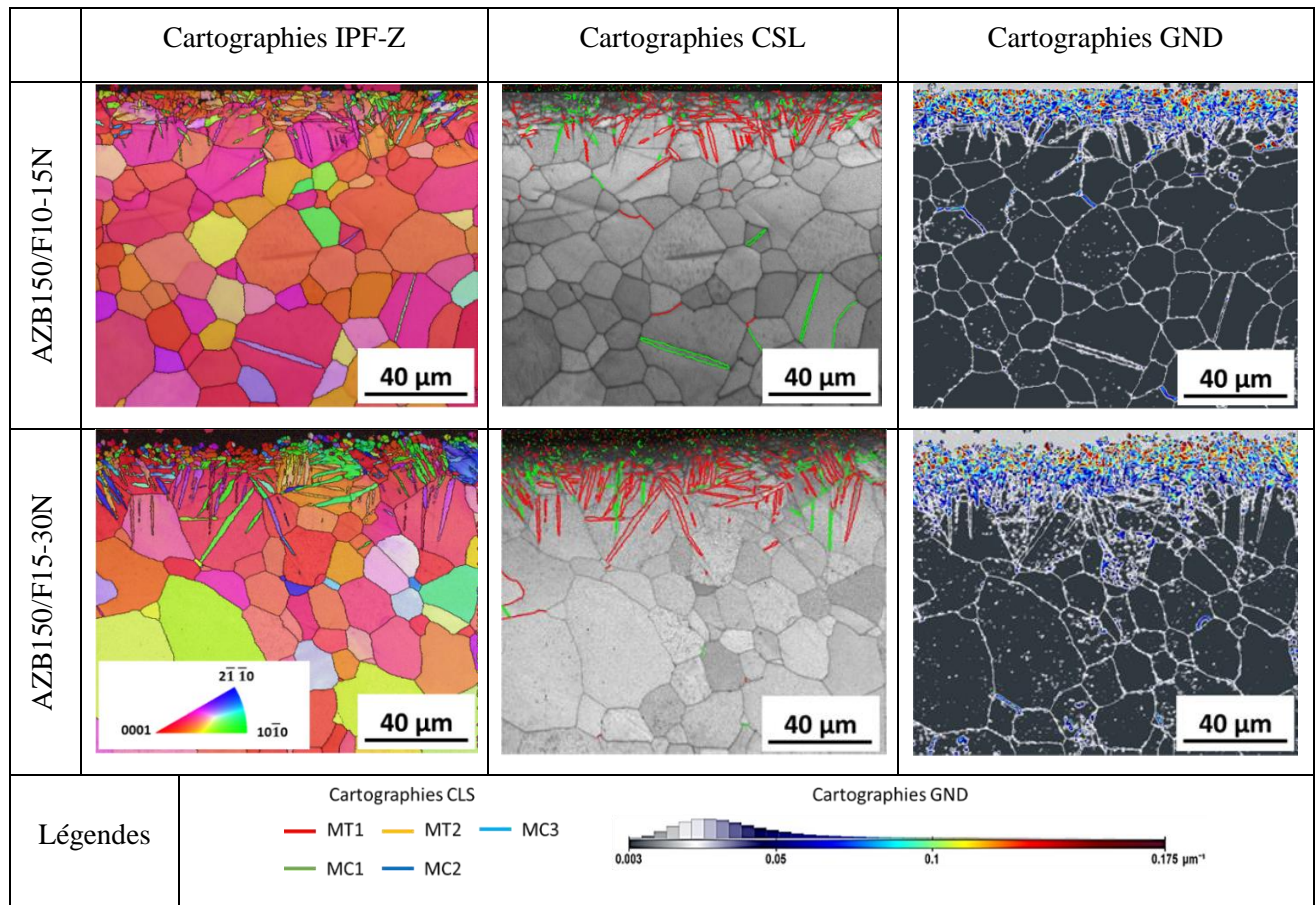 Cartographies IPF-Z
Cartographies CSL
Cartographies GND
AZB150/F10-15N
40 µm
40 µm
40 µm
AZB150/F15-30N
21̅1̅0
0001
101̅0
40 µm
40 µm
40 µm
Légendes
Cartographies CLS
MT1 MT2 MC3
MC1 MC2
Cartographies GND
0.003 0.05 0.1 0.175 µm⁻¹